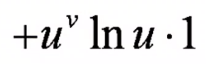 +u^v ln u · 1